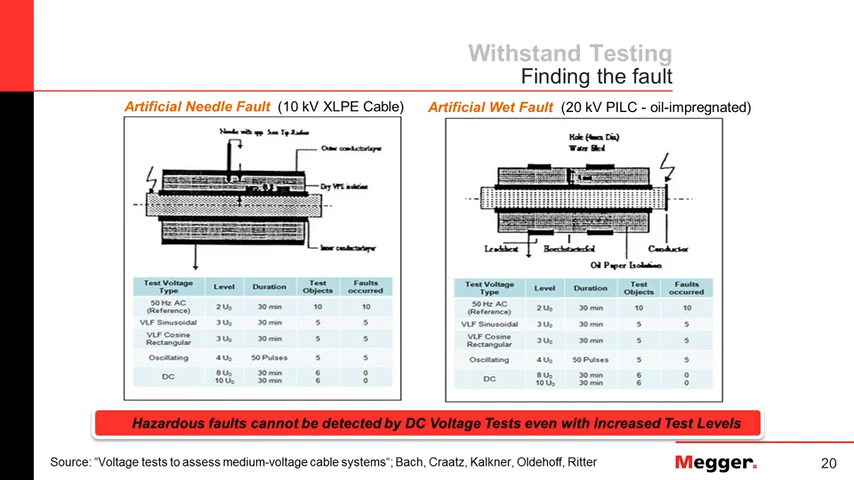 Withstand Testing
Finding the fault
Artificial Needle Fault (10 kV XLPE Cable)
Artificial Wet Fault (20 kV PILC - oil-impregnated)
Needle with app. 5um Tip-Radius
Outer conductorlayer
Dry VPE isolation
Inner conductorlayer
Hole (4mm Dia)
Water filled
Leadsheat
Conductor
Oil Paper Isolation
Test Voltage Type Level Duration Test Objects Faults occurred
50 Hz AC (Reference) 2 U₀ 30 min 10 10
VLF Sinusoidal 3 U₀ 30 min 5 5
VLF Cosine Rectangular 3 U₀ 30 min 5 5
Oscillating 4 U₀ 50 Pulses 5 5
DC 8 U₀ 30 min 6 0
10 U₀ 30 min 6 0
Test Voltage Type Level Duration Test Objects Faults occurred
50 Hz AC (Reference) 2 U₀ 30 min 10 10
VLF Sinusoidal 3 U₀ 30 min 5 5
VLF Cosine Rectangular 3 U₀ 30 min 5 5
Oscillating 4 U₀ 50 Pulses 5 5
DC 8 U₀ 30 min 6 0
10 U₀ 30 min 6 0
Hazardous faults cannot be detected by DC Voltage Tests even with increased Test Levels
Source: "Voltage tests to assess medium-voltage cable systems"; Bach, Craatz, Kalkner, Oldehoff, Ritter
Megger.
20